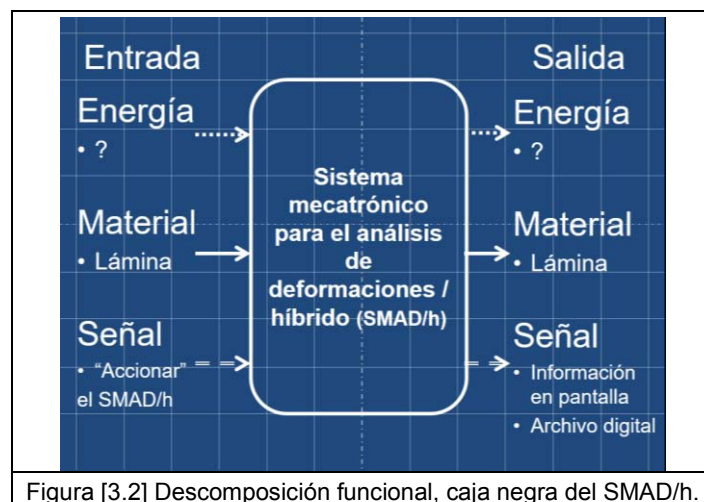 Entrada
Energía
• ?
Material
• Lámina
Señal
• “Accionar”
el SMAD/h
Sistema
mecatrónico
para el análisis
de
deformaciones /
híbrido (SMAD/h)
Salida
Energía
• ?
Material
• Lámina
Señal
• Información
en pantalla
• Archivo digital
Figura [3.2] Descomposición funcional, caja negra del SMAD/h.